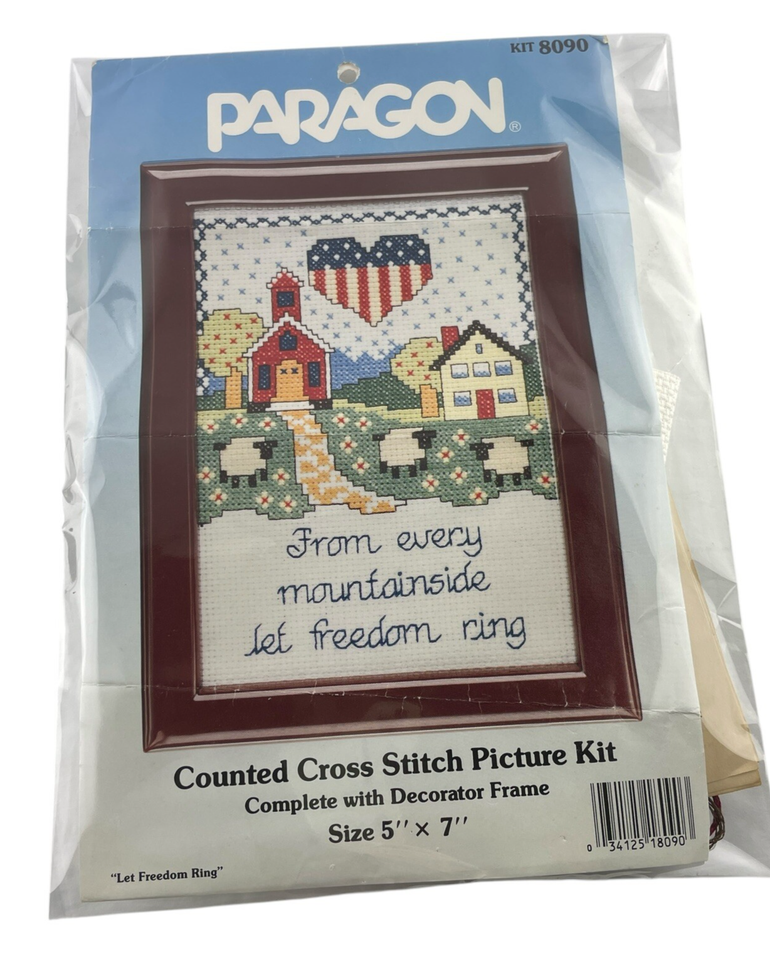 KIT 8090
PARAGON®
From every
mountainside
let freedom ring
Counted Cross Stitch Picture Kit
Complete with Decorator Frame
Size 5" × 7"
0 34125 18090
"Let Freedom Ring"